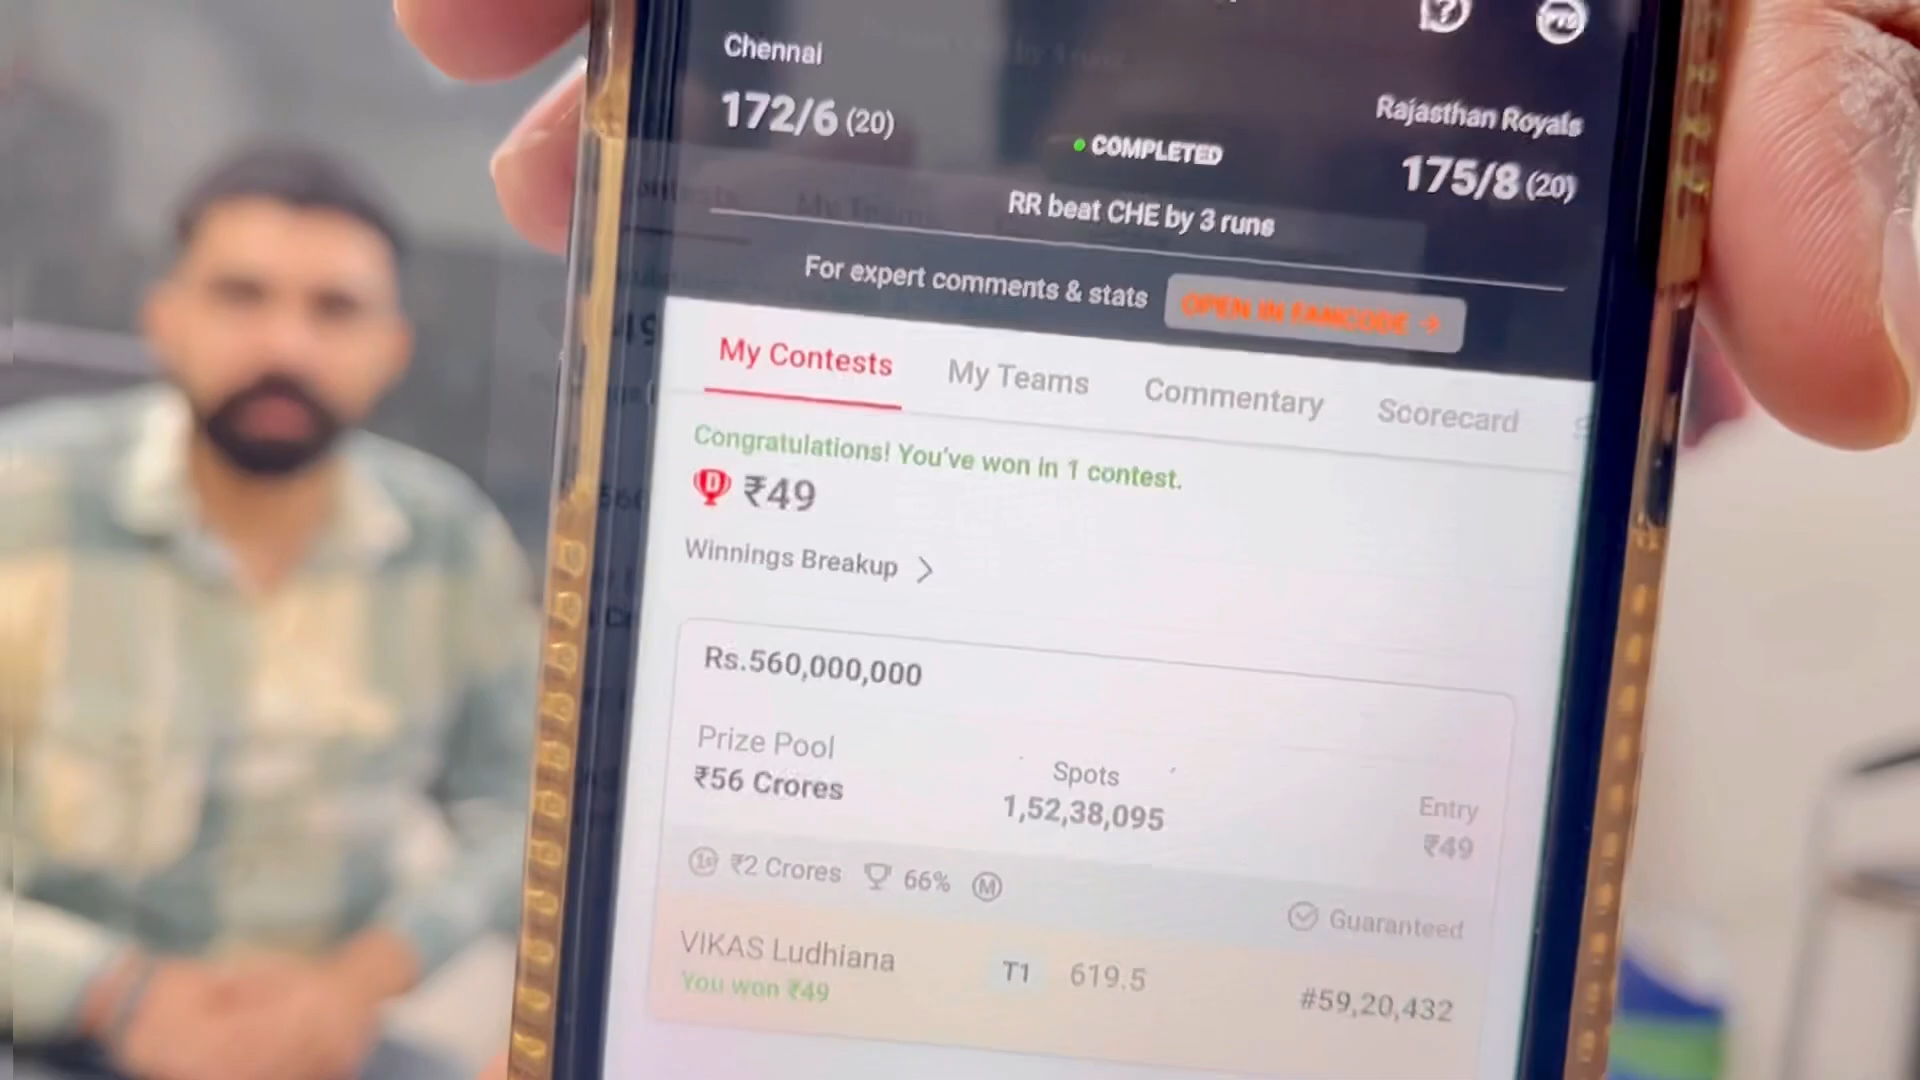 Chennai
172/6 (20)
Rajasthan Royals
175/8 (20)
COMPLETED
RR beat CHE by 3 runs
For expert comments & stats
OPEN IN FANCODE →
My Contests
My Teams
Commentary
Scorecard
Congratulations! You've won in 1 contest.
₹49
Winnings Breakup >
Rs.560,000,000
Prize Pool
Spots
Entry
₹56 Crores
1,52,38,095
₹49
₹2 Crores
66%
M
Guaranteed
VIKAS Ludhiana
T1
619.5
#59,20,432
You won ₹49